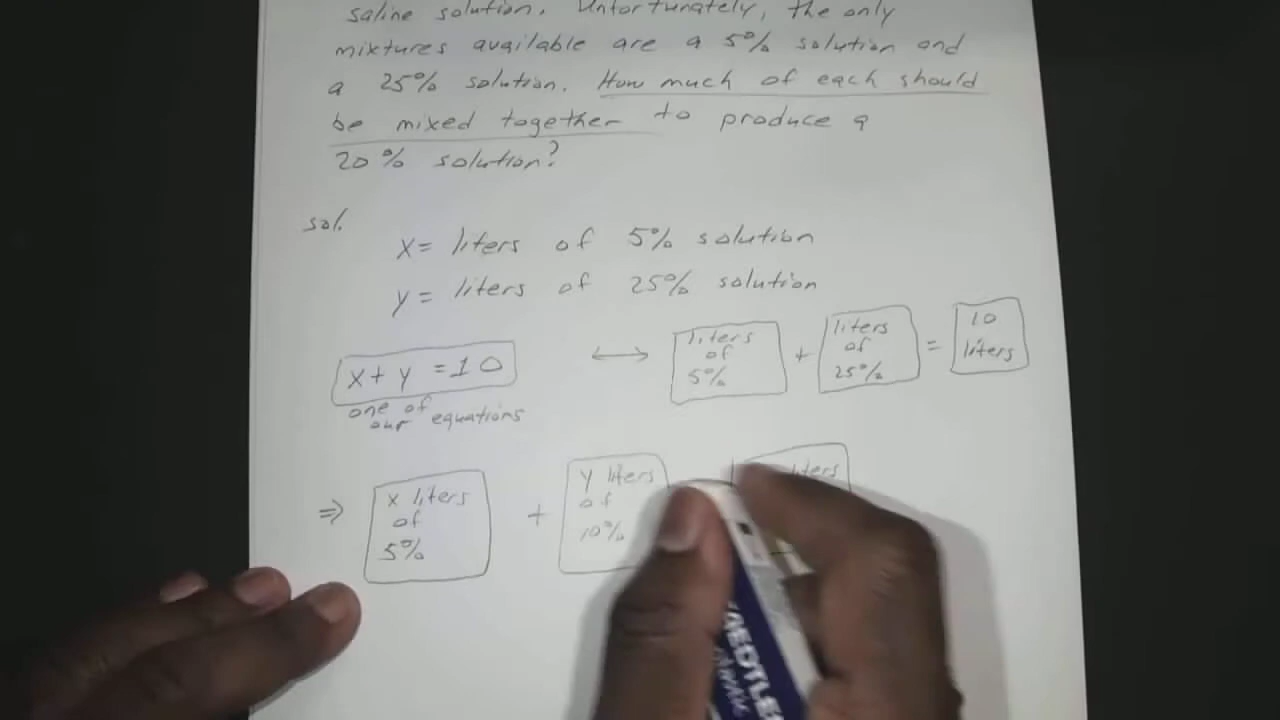 saline solution. Unfortunately, the only
mixtures available are a 5% solution and
a 25% solution. How much of each should
be mixed together to produce a
20% solution?
sol.
x= liters of 5% solution
y= liters of 25% solution
x+ y =10
one of
our equations
liters
of
5%
+
liters
of
25%
=
10
liters
⇒
x liters
of
5%
+
y liters
of
10%
liters
STAEDTLER